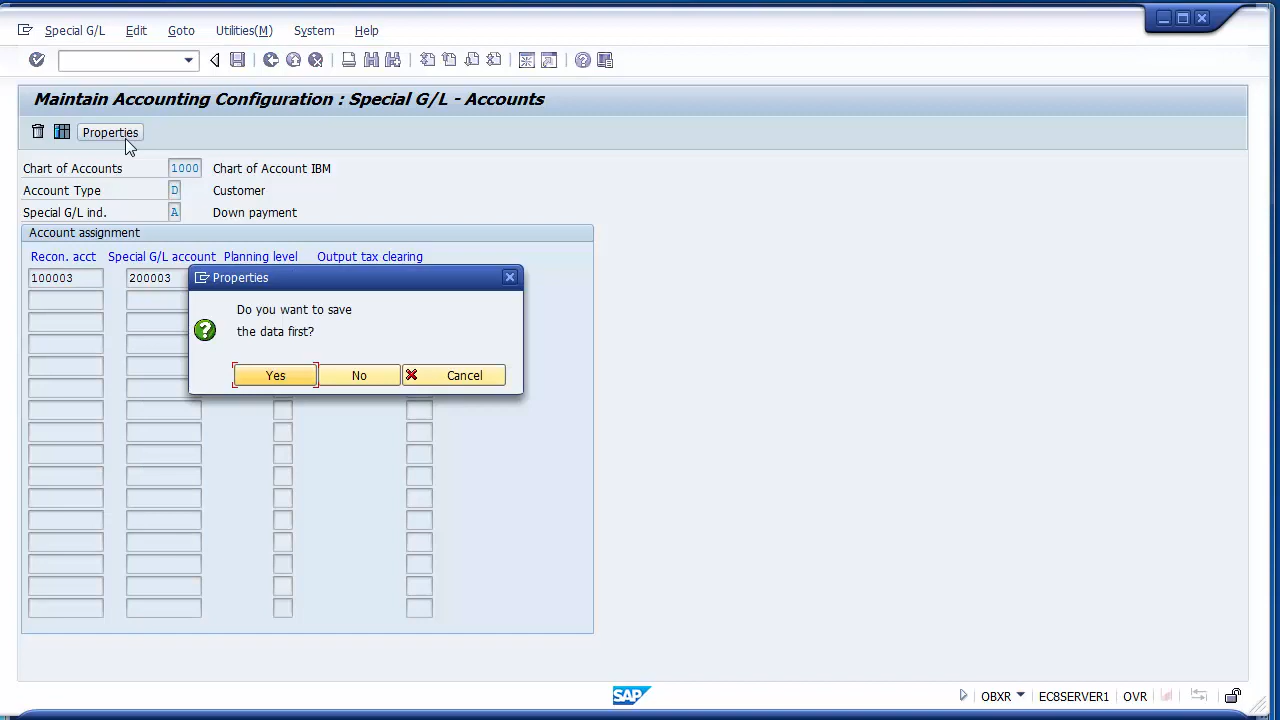 Special G/L Edit Goto Utilities(M) System Help
Maintain Accounting Configuration : Special G/L - Accounts
Properties
Chart of Accounts 1000 Chart of Account IBM
Account Type D Customer
Special G/L ind. A Down payment
Account assignment
Recon. acct Special G/L account Planning level Output tax clearing
100003 200003
Properties
Do you want to save
the data first?
Yes No Cancel
SAP OBXR ECGSERVER1 OVR